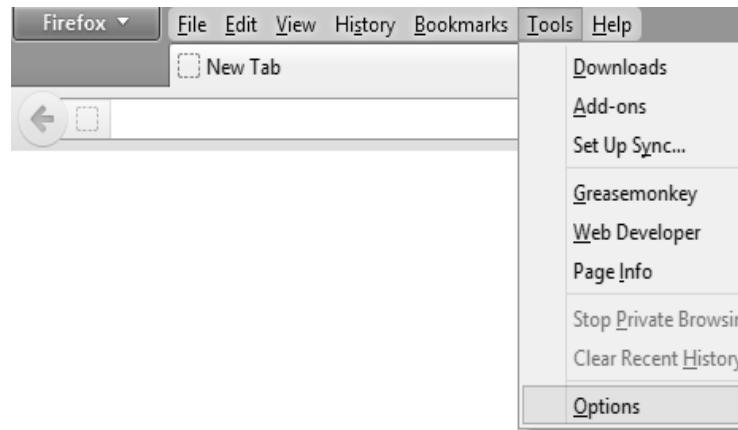 Firefox
File Edit View History Bookmarks Tools Help
New Tab
Downloads
Add-ons
Set Up Sync...
Greasemonkey
Web Developer
Page Info
Stop Private Browsin
Clear Recent History
Options